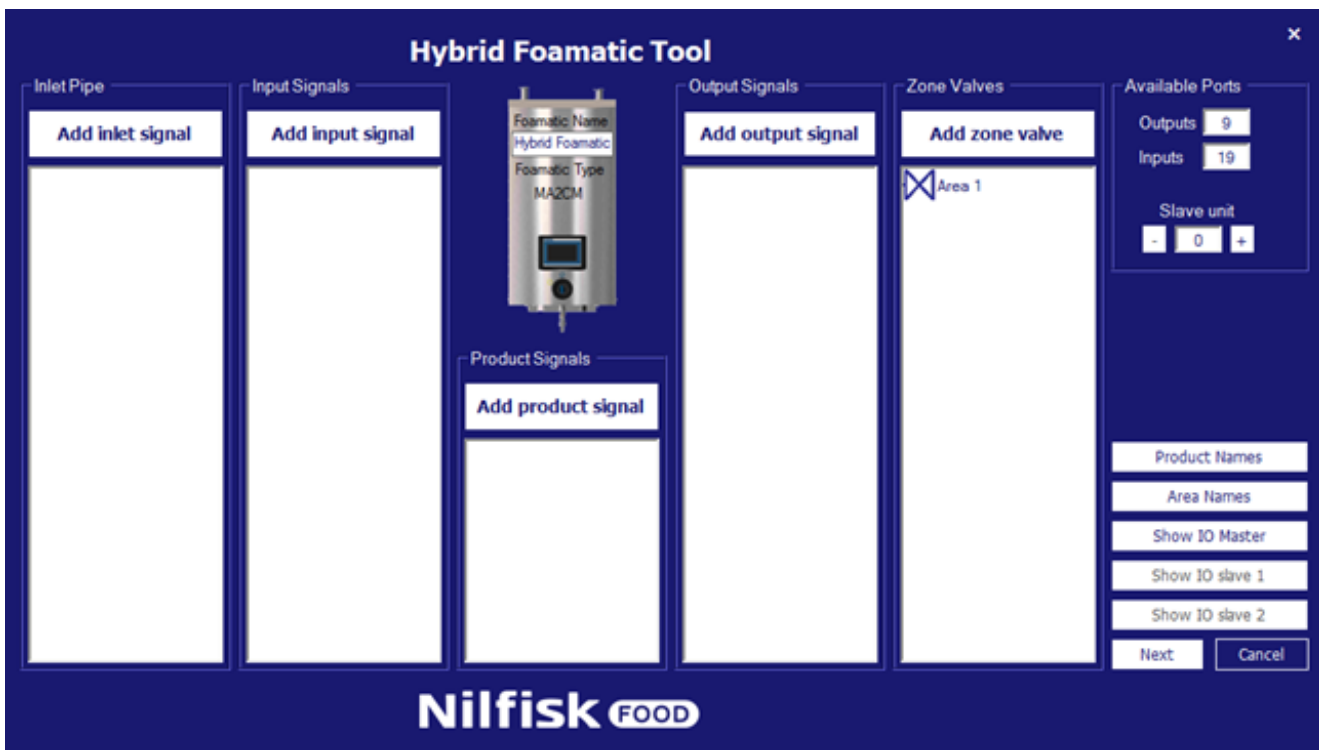 Hybrid Foamatic Tool
×
Inlet Pipe
Add inlet signal
Input Signals
Add input signal
Foamatic Name
Hybrid Foamatic
Foamatic Type
MA2CM
Product Signals
Add product signal
Output Signals
Add output signal
Zone Valves
Add zone valve
Area 1
Available Ports
Outputs 9
Inputs 19
Slave unit
- 0 +
Product Names
Area Names
Show IO Master
Show IO slave 1
Show IO slave 2
Next Cancel
Nilfisk FOOD